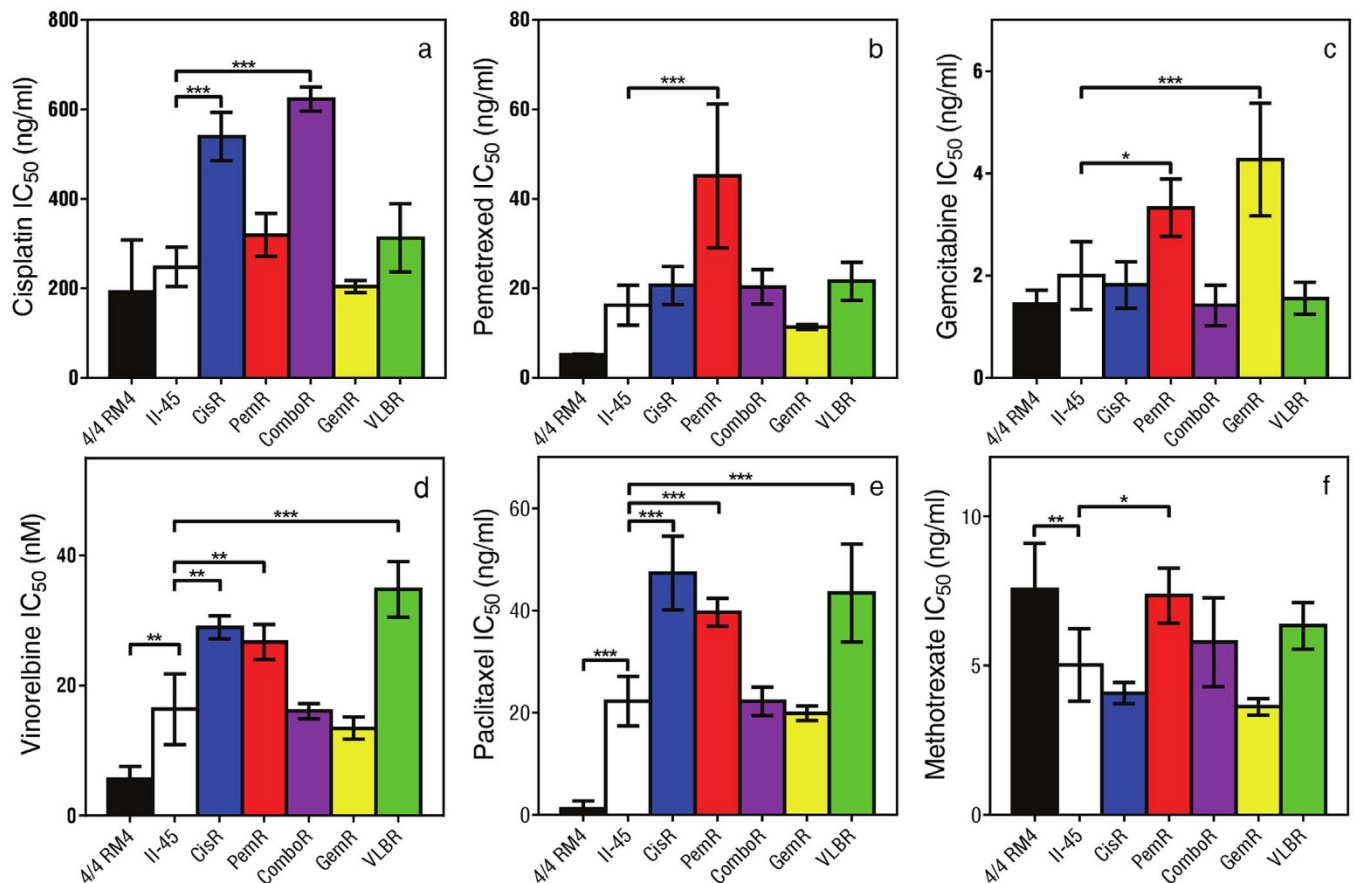 a
Cisplatin IC50 (ng/ml)
800
600
400
200
0
***
***
4/4 RM4
II-45
CisR
PemR
ComboR
GemR
VLBR
b
Pemetrexed IC50 (ng/ml)
80
60
40
20
0
***
4/4 RM4
II-45
CisR
PemR
ComboR
GemR
VLBR
c
Gemcitabine IC50 (ng/ml)
6
4
2
0
***
*
4/4 RM4
II-45
CisR
PemR
ComboR
GemR
VLBR
d
Vinorelbine IC50 (nM)
40
20
0
***
**
**
**
4/4 RM4
II-45
CisR
PemR
ComboR
GemR
VLBR
e
Paclitaxel IC50 (ng/ml)
60
40
20
0
***
***
***
***
4/4 RM4
II-45
CisR
PemR
ComboR
GemR
VLBR
f
Methotrexate IC50 (ng/ml)
10
5
0
**
*
4/4 RM4
II-45
CisR
PemR
ComboR
GemR
VLBR